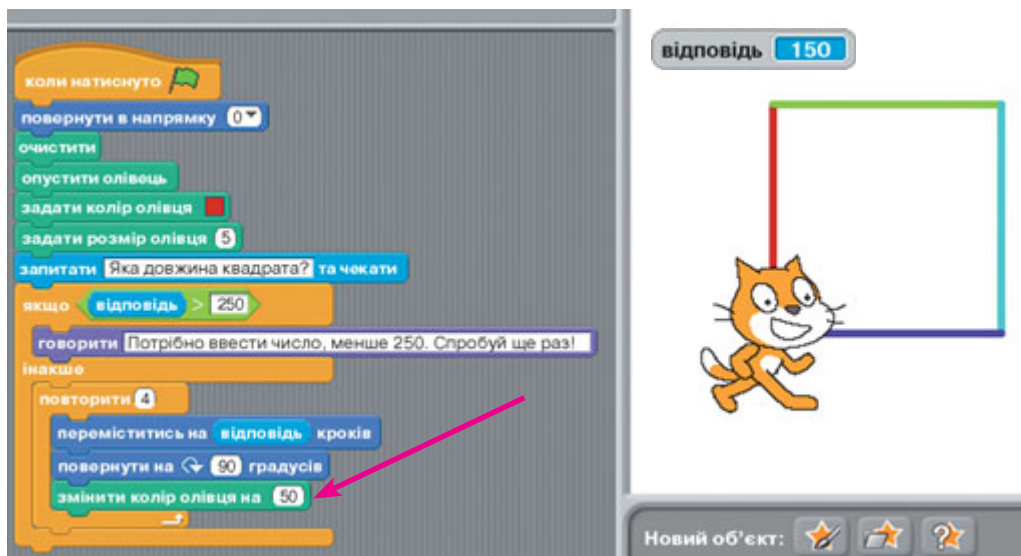 коли натиснуто
повернути в напрямку 0
очистити
опустити олівець
задати колір олівця
задати розмір олівця 5
запитати Яка довжина квадрата? та чекати
якщо відповідь > 250
говорити Потрібно ввести число, менше 250. Спробуй ще раз!
інакше
повторити 4
переміститись на відповідь кроків
повернути на 90 градусів
змінити колір олівця на 50
відповідь 150
Новий об'єкт: